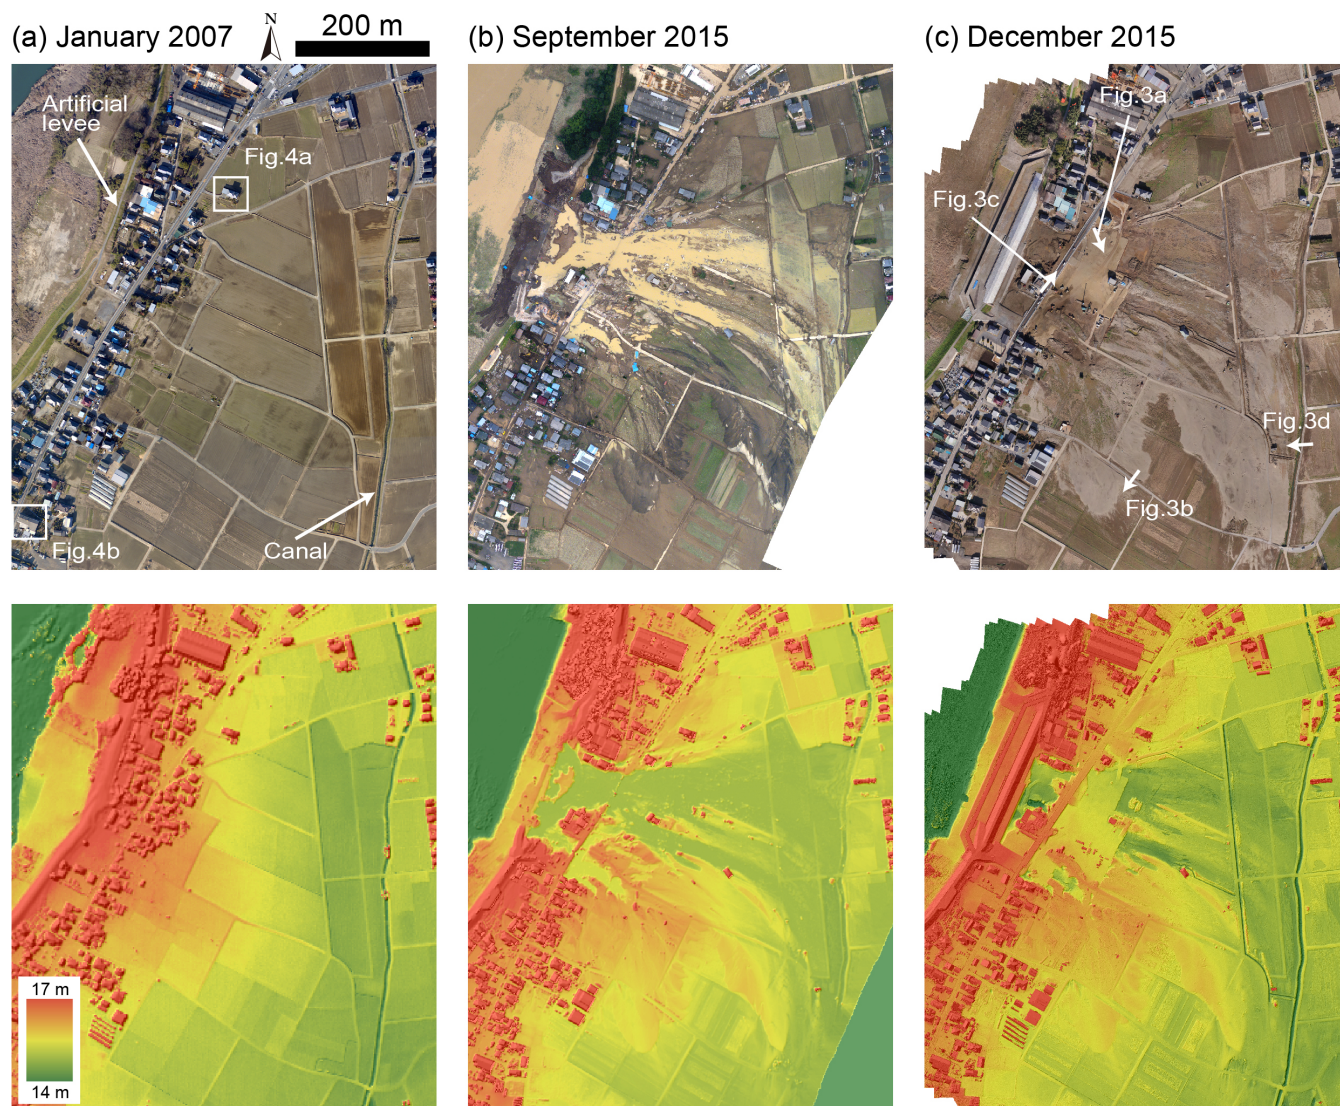 (a) January 2007
N
200 m
(b) September 2015
(c) December 2015
Artificial
levee
Fig.4a
Fig.4b
Canal
Fig.3a
Fig.3c
Fig.3d
Fig.3b
17 m
14 m